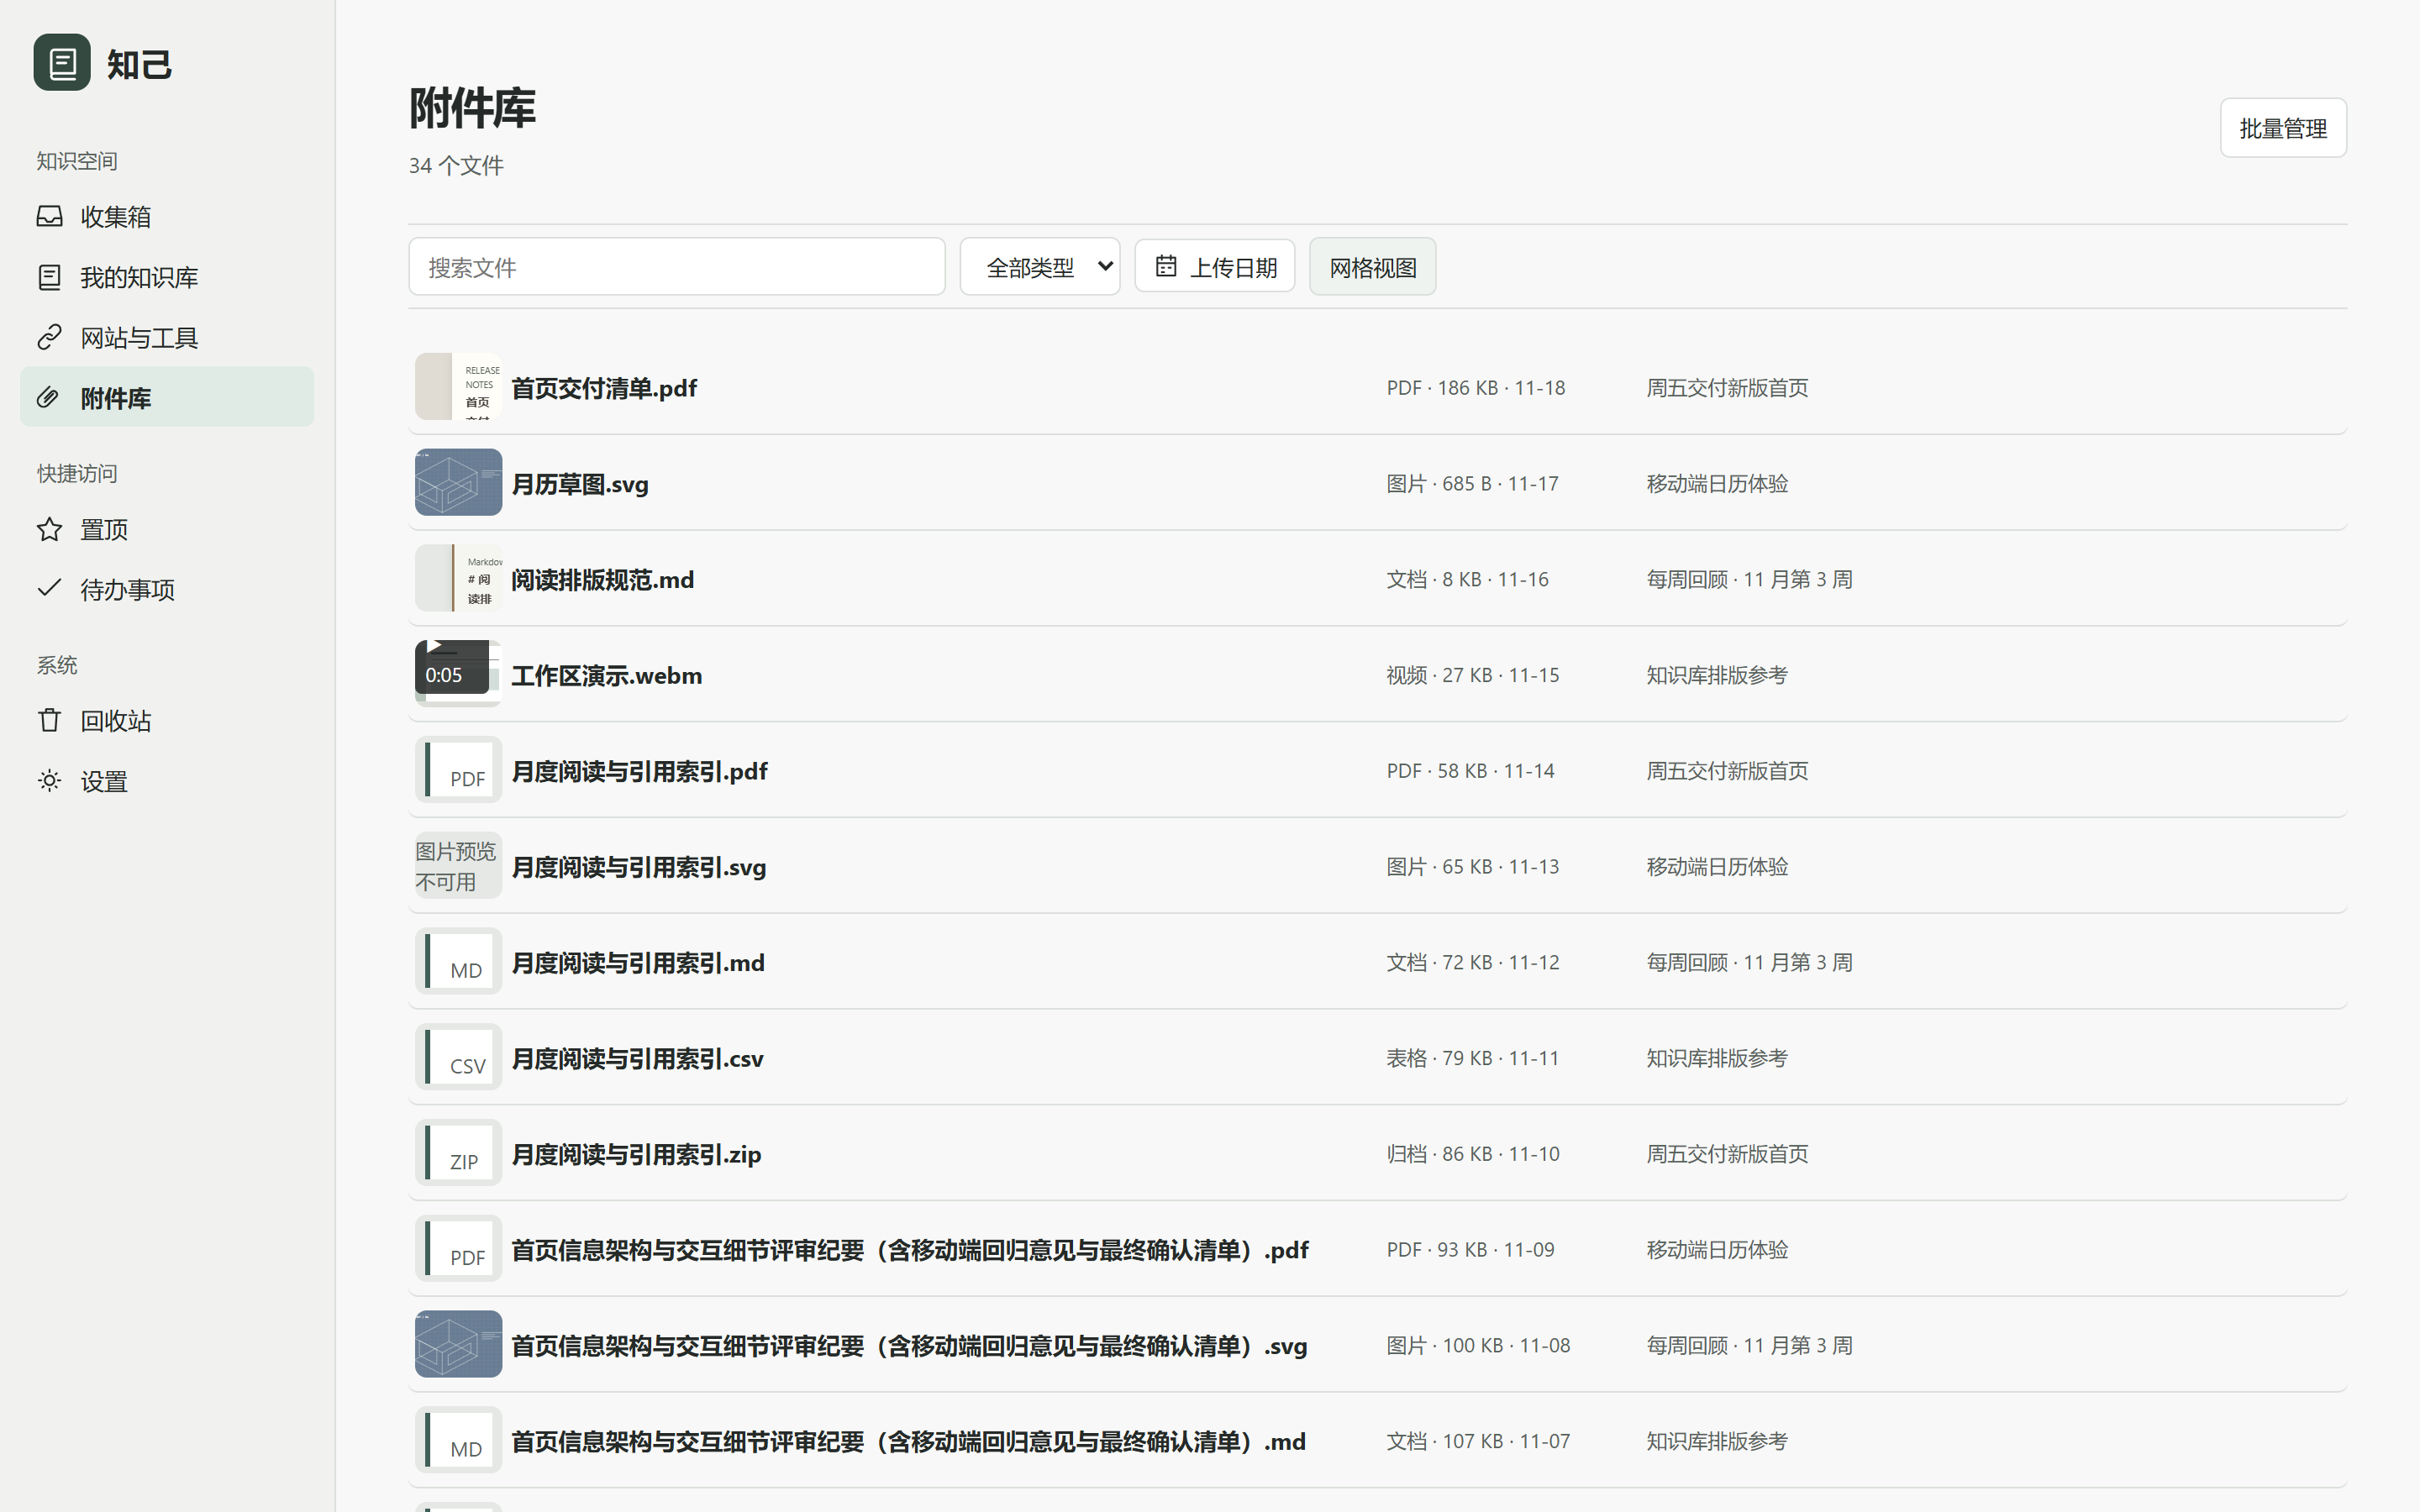 知己
知识空间
收集箱
我的知识库
网站与工具
附件库
快捷访问
置顶
待办事项
系统
回收站
设置
附件库
34 个文件
批量管理
搜索文件
全部类型
上传日期
网格视图
RELEASE
NOTES
首页
首页交付清单.pdf
PDF · 186 KB · 11-18
周五交付新版首页
月历草图.svg
图片 · 685 B · 11-17
移动端日历体验
Markdow
# 阅
读排
阅读排版规范.md
文档 · 8 KB · 11-16
每周回顾 · 11 月第 3 周
0:05
工作区演示.webm
视频 · 27 KB · 11-15
知识库排版参考
PDF
月度阅读与引用索引.pdf
PDF · 58 KB · 11-14
周五交付新版首页
图片预览
不可用
月度阅读与引用索引.svg
图片 · 65 KB · 11-13
移动端日历体验
MD
月度阅读与引用索引.md
文档 · 72 KB · 11-12
每周回顾 · 11 月第 3 周
CSV
月度阅读与引用索引.csv
表格 · 79 KB · 11-11
知识库排版参考
ZIP
月度阅读与引用索引.zip
归档 · 86 KB · 11-10
周五交付新版首页
PDF
首页信息架构与交互细节评审纪要（含移动端回归意见与最终确认清单）.pdf
PDF · 93 KB · 11-09
移动端日历体验
首页信息架构与交互细节评审纪要（含移动端回归意见与最终确认清单）.svg
图片 · 100 KB · 11-08
每周回顾 · 11 月第 3 周
MD
首页信息架构与交互细节评审纪要（含移动端回归意见与最终确认清单）.md
文档 · 107 KB · 11-07
知识库排版参考